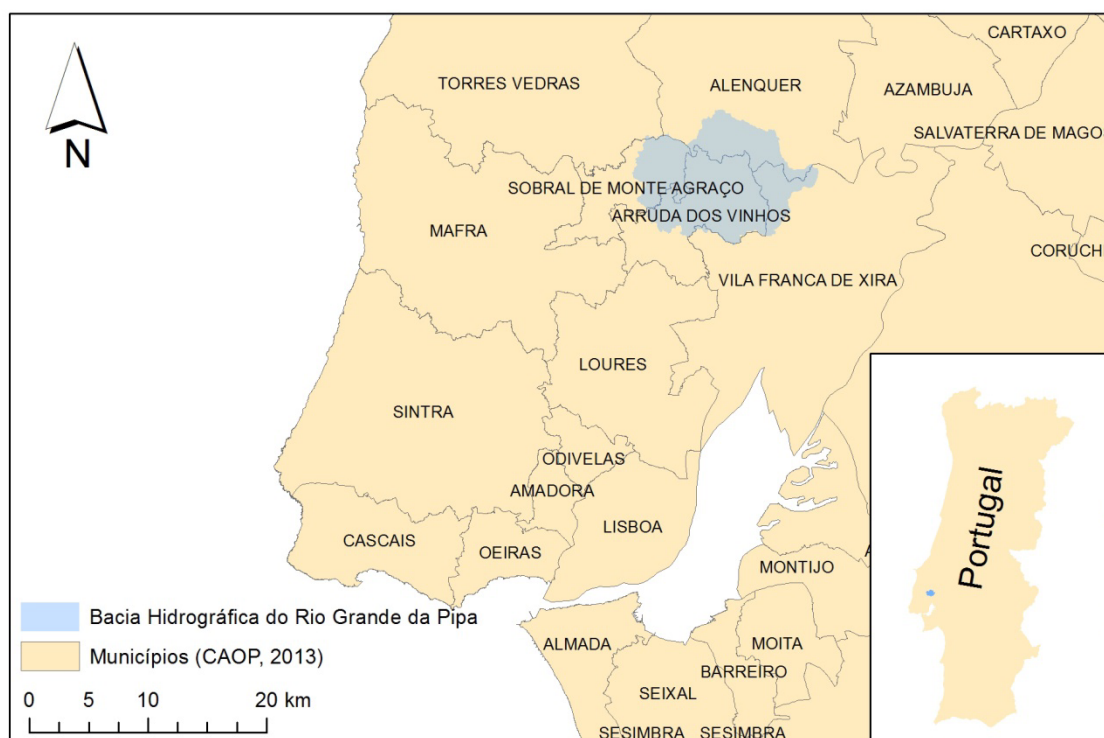 CARTAXO
TORRES VEDRAS
ALENQUER
AZAMBUJA
SALVATERRA DE MAGO
N
SOBRAL DE MONTE AGRAÇO
ARRUDA DOS VINHOS
MAFRA
CORUCH
VILA FRANCA DE XIRA
LOURES
SINTRA
ODIVELAS
AMADORA
LISBOA
CASCAIS
OEIRAS
MONTIJO
A
Portugal
Bacia Hidrográfica do Rio Grande da Pipa
Municípios (CAOP, 2013)
ALMADA
MOITA
BARREIRO
SEIXAL
SESIMBRA
SESIMBRA
0 5 10 20 km